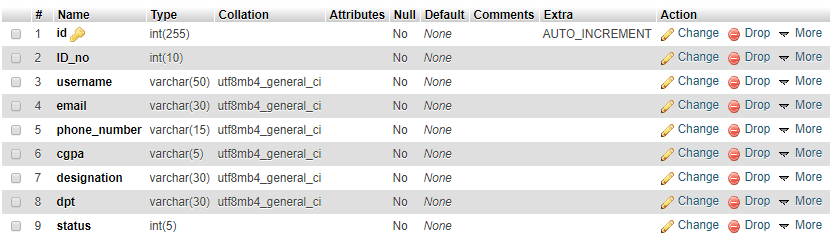 # Name Type Collation Attributes Null Default Comments Extra Action
1 id int(255) No None AUTO_INCREMENT Change Drop More
2 ID_no int(10) No None Change Drop More
3 username varchar(50) utf8mb4_general_ci No None Change Drop More
4 email varchar(30) utf8mb4_general_ci No None Change Drop More
5 phone_number varchar(15) utf8mb4_general_ci No None Change Drop More
6 cgpa varchar(5) utf8mb4_general_ci No None Change Drop More
7 designation varchar(30) utf8mb4_general_ci No None Change Drop More
8 dpt varchar(30) utf8mb4_general_ci No None Change Drop More
9 status int(5) No None Change Drop More